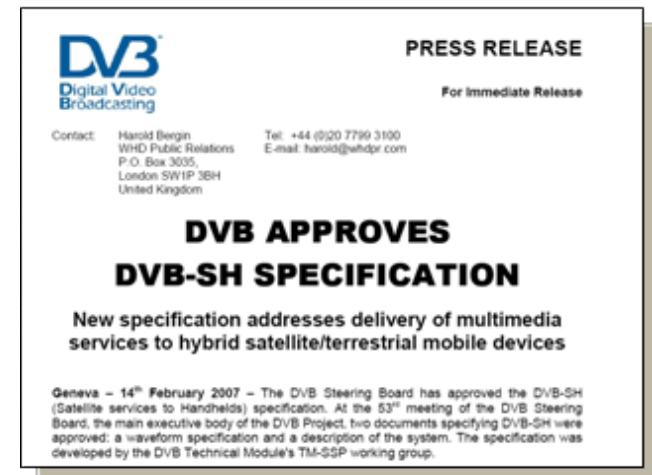 DVB
PRESS RELEASE
Digital Video
Broadcasting
For Immediate Release
Contact: Harold Bergin
WHD Public Relations
P.O. Box 3035,
London SW1P 3BH
United Kingdom
Tel: +44 (0)20 7799 3100
E-mail: harold@whdpr.com
DVB APPROVES
DVB-SH SPECIFICATION
New specification addresses delivery of multimedia
services to hybrid satellite/terrestrial mobile devices
Geneva – 14th February 2007 – The DVB Steering Board has approved the DVB-SH
(Satellite services to Handhelds) specification. At the 53rd meeting of the DVB Steering
Board, the main executive body of the DVB Project, two documents specifying DVB-SH were
approved: a waveform specification and a description of the system. The specification was
developed by the DVB Technical Module's TM-SSP working group.